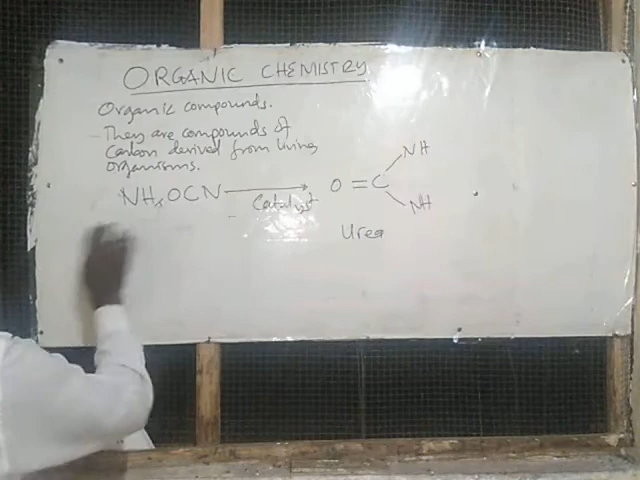 ORGANIC CHEMISTRY
Organic compounds.
- They are compounds of
Carbon derived from living
organisms.
NH₄OCN ⟶ O=C
Catalyst
NH
NH
Urea